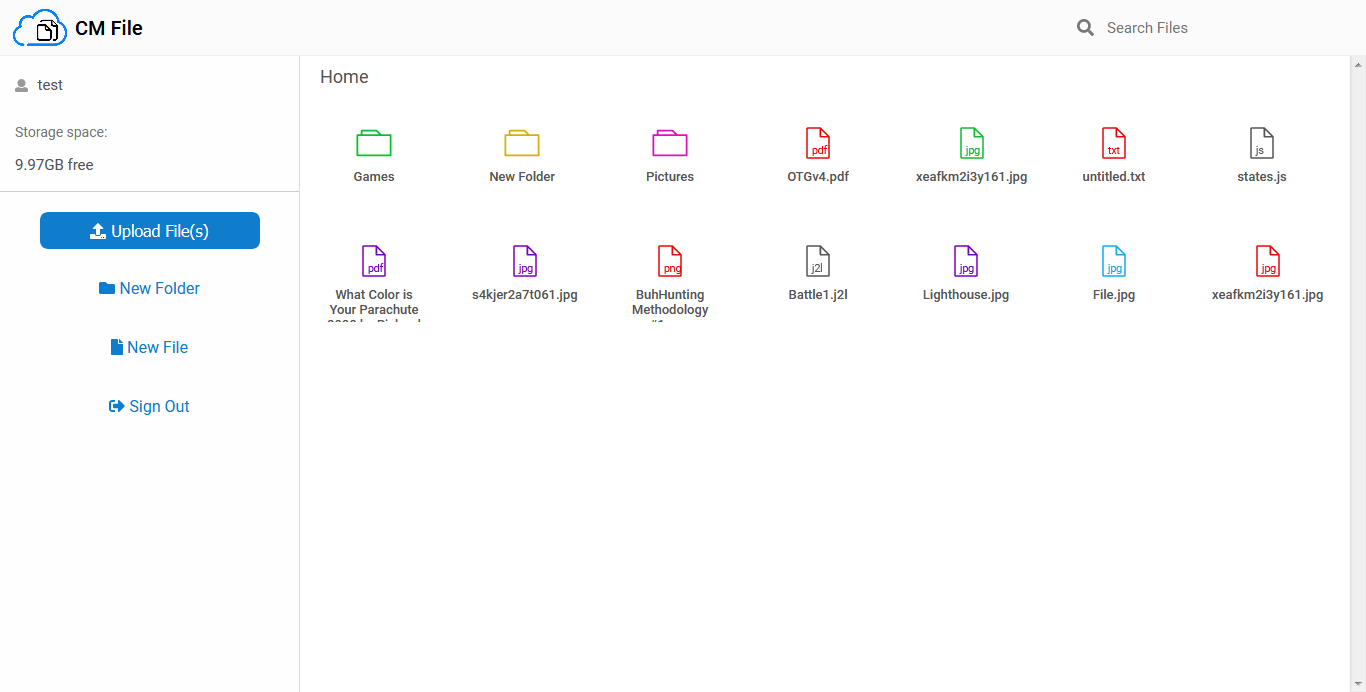 CM File
Search Files
test
Storage space:
9.97GB free
Upload File(s)
New Folder
New File
Sign Out
Home
Games
New Folder
Pictures
pdf
OTGv4.pdf
jpg
xeafkm2i3y161.jpg
txt
untitled.txt
js
states.js
pdf
What Color is
Your Parachute
jpg
s4kjer2a7t061.jpg
png
BuhHunting
Methodology
j2l
Battle1.j2l
jpg
Lighthouse.jpg
jpg
File.jpg
jpg
xeafkm2i3y161.jpg